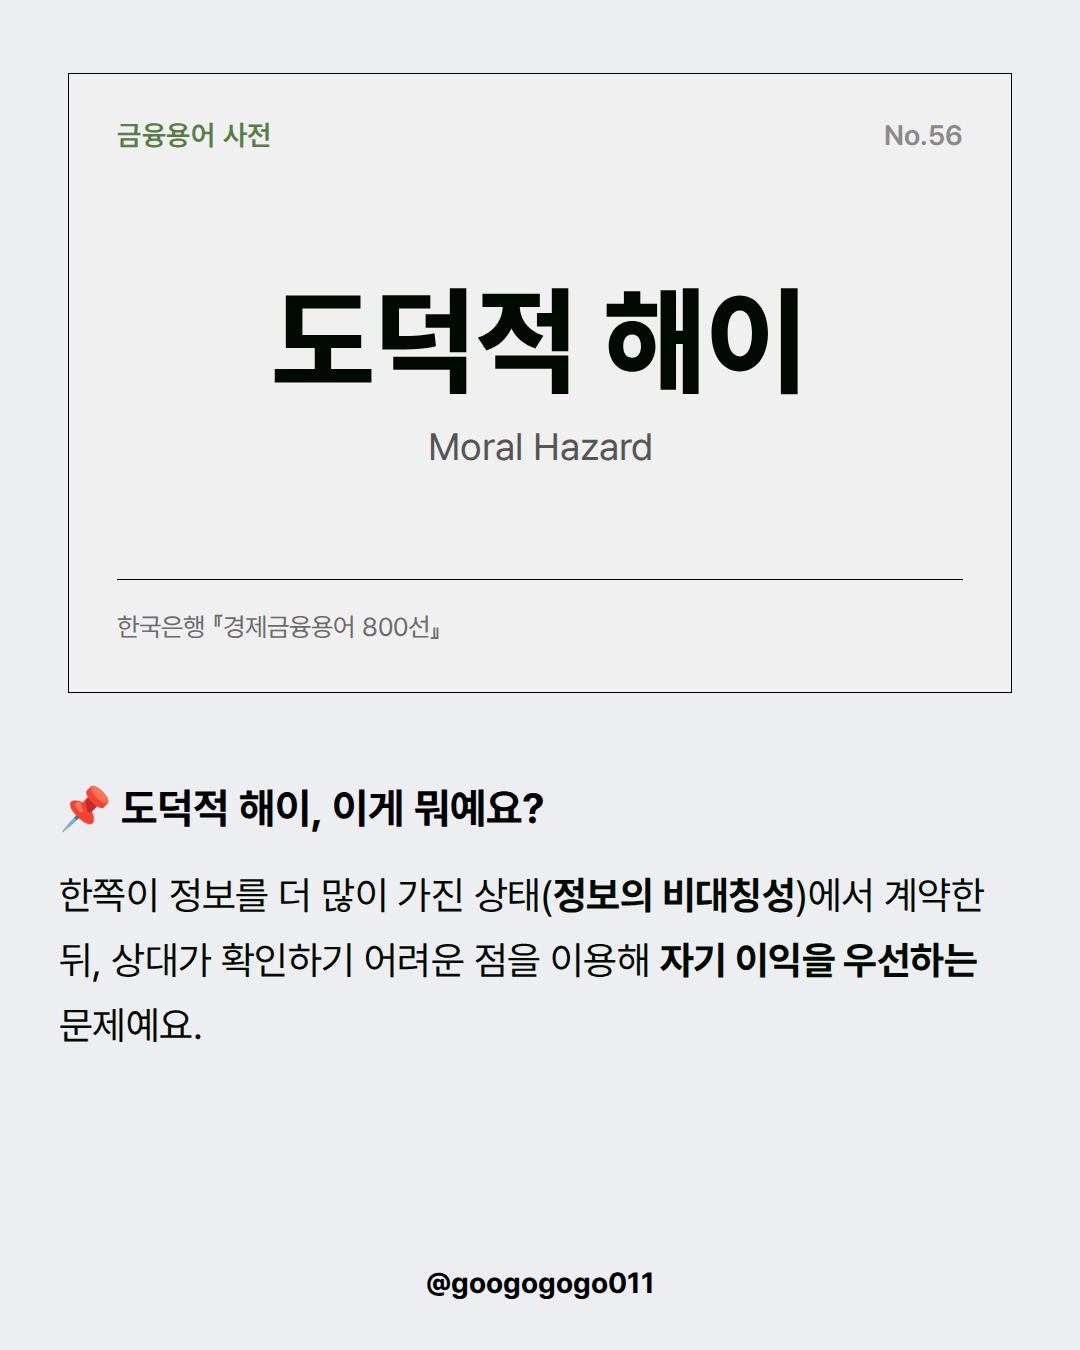 금융용어 사전
No.56
도덕적 해이
Moral Hazard
한국은행 『경제금융용어 800선』
📌 도덕적 해이, 이게 뭐예요?
한쪽이 정보를 더 많이 가진 상태(정보의 비대칭성)에서 계약한
뒤, 상대가 확인하기 어려운 점을 이용해 자기 이익을 우선하는
문제예요.
@googogogo011